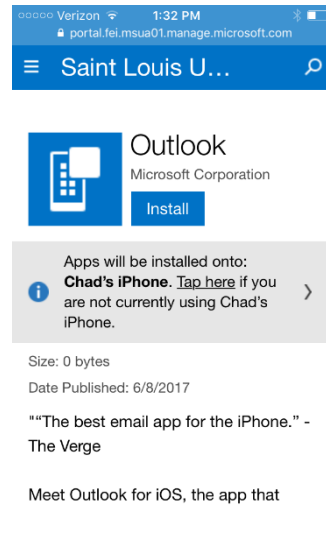 Verizon 1:32 PM
portal.fei.msua01.manage.microsoft.com
Saint Louis U...
Outlook
Microsoft Corporation
Install
Apps will be installed onto:
Chad's iPhone. Tap here if you
are not currently using Chad's
iPhone.
Size: 0 bytes
Date Published: 6/8/2017
"“The best email app for the iPhone.” -
The Verge
Meet Outlook for iOS, the app that